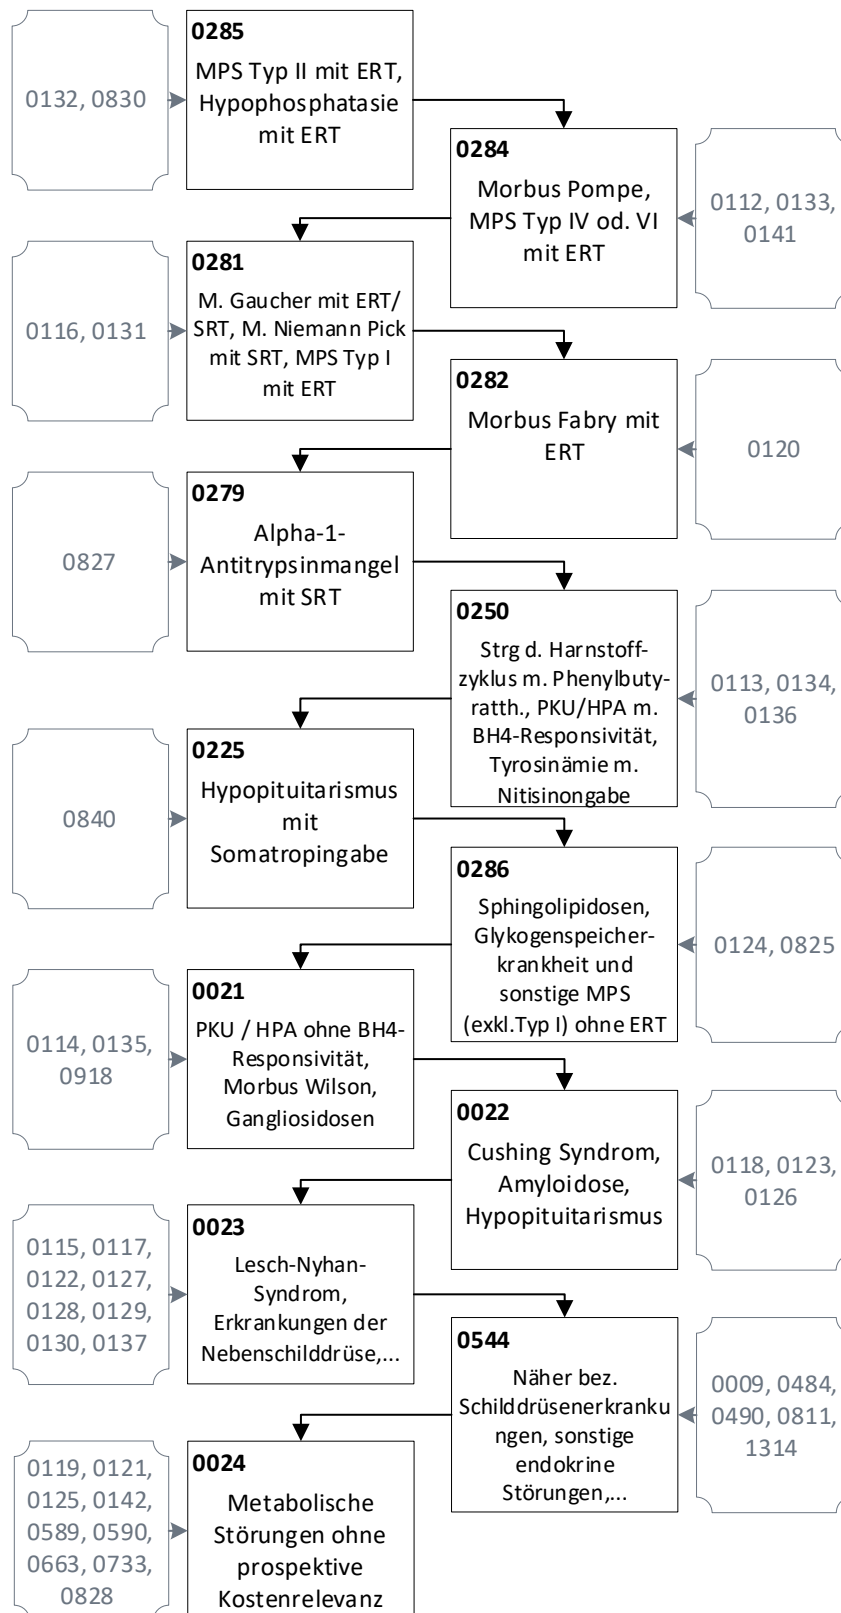 0132, 0830
0285
MPS Typ II mit ERT,
Hypophosphatasie
mit ERT
0284
Morbus Pompe,
MPS Typ IV od. VI
mit ERT
0112, 0133,
0141
0116, 0131
0281
M. Gaucher mit ERT/
SRT, M. Niemann Pick
mit SRT, MPS Typ I
mit ERT
0282
Morbus Fabry mit
ERT
0120
0827
0279
Alpha-1-
Antitrypsinmangel
mit SRT
0250
Strg d. Harnstoff-
zyklus m. Phenylbuty-
ratth., PKU/HPA m.
BH4-Responsivität,
Tyrosinämie m.
Nitisinongabe
0113, 0134,
0136
0840
0225
Hypopituitarismus
mit
Somatropingabe
0286
Sphingolipidosen,
Glykogenspeicher-
krankheit und
sonstige MPS
(exkl.Typ I) ohne ERT
0124, 0825
0114, 0135,
0918
0021
PKU / HPA ohne BH4-
Responsivität,
Morbus Wilson,
Gangliosidosen
0022
Cushing Syndrom,
Amyloidose,
Hypopituitarismus
0118, 0123,
0126
0115, 0117,
0122, 0127,
0128, 0129,
0130, 0137
0023
Lesch-Nyhan-
Syndrom,
Erkrankungen der
Nebenschilddrüse,...
0544
Näher bez.
Schilddrüsenerkranku
ngen, sonstige
endokrine
Störungen,...
0009, 0484,
0490, 0811,
1314
0119, 0121,
0125, 0142,
0589, 0590,
0663, 0733,
0828
0024
Metabolische
Störungen ohne
prospektive
Kostenrelevanz